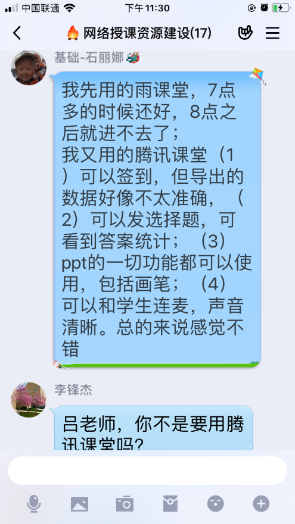 中国联通
下午11:30
网络授课资源建设(17)
基础-石丽娜
我先用的雨课堂，7点
多的时候还好，8点之
后就进不去了；
我又用的腾讯课堂（1
）可以签到，但导出的
数据好像不太准确，（
2）可以发选择题，可
看到答案统计；（3）
ppt的一切功能都可以使
用，包括画笔；（4）
可以和学生连麦，声音
清晰。总的来说感觉不
错
李锋杰
吕老师，你不是要用腾
讯课堂吗？